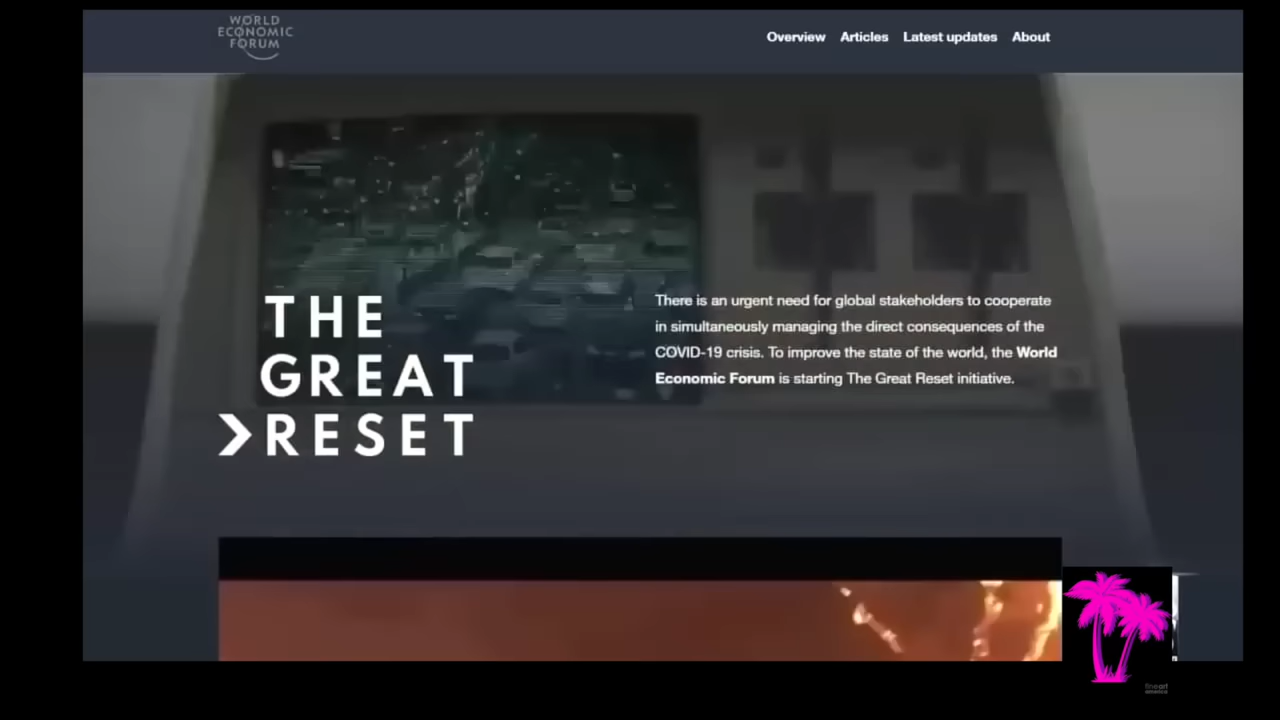 WORLD
ECONOMIC
FORUM
Overview Articles Latest updates About
THE
GREAT
RESET
There is an urgent need for global stakeholders to cooperate
in simultaneously managing the direct consequences of the
COVID-19 crisis. To improve the state of the world, the World
Economic Forum is starting The Great Reset initiative.
fineart
america